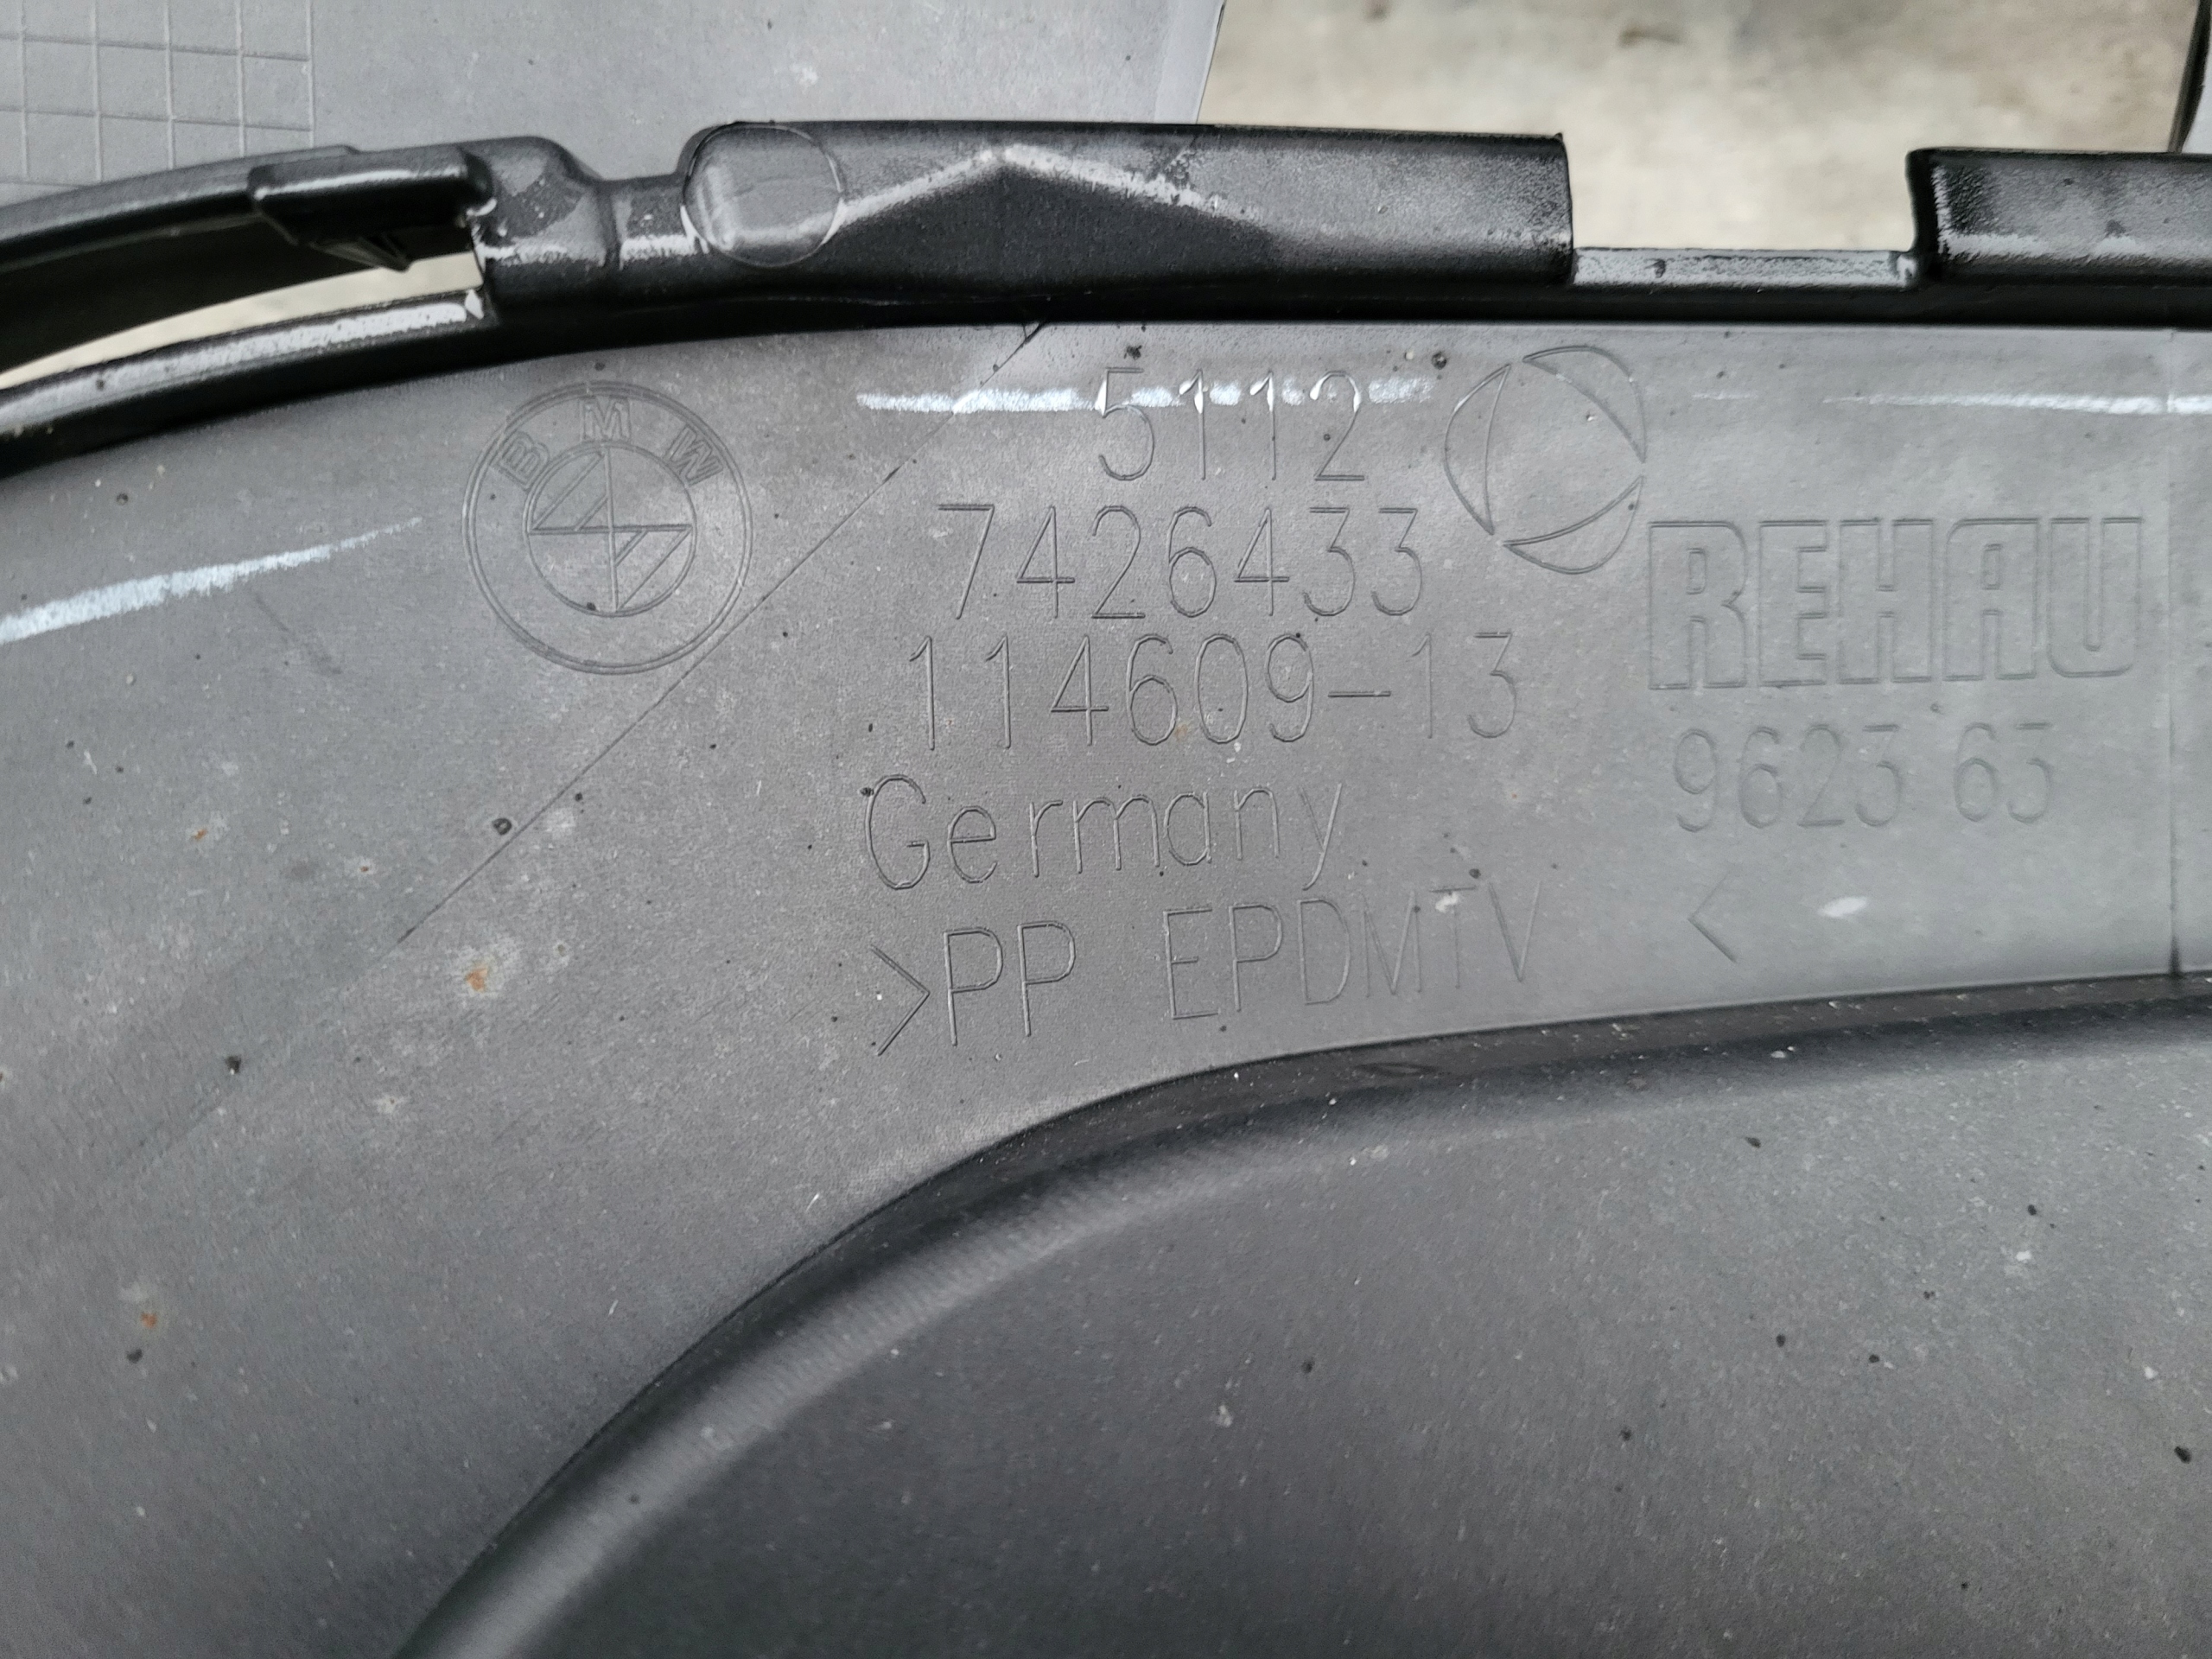 BMW
5112
7426433
114609-13
Germany
>PP EPDMTV <
REHAU
9623 63